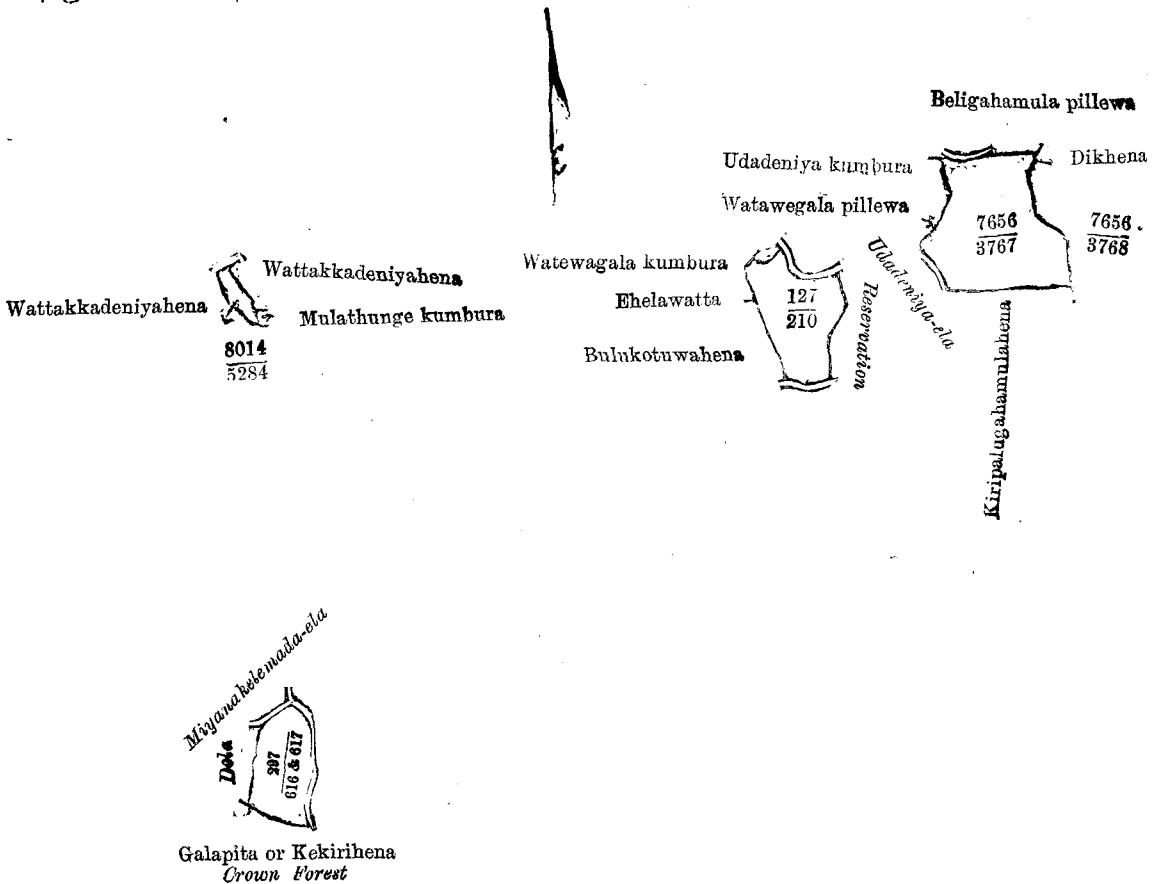 Beligahamula pillewa
Udadeniya kumbura
Dikhena
Watawegala pillewa
7656
3767
7656.
3768
Udadeniya-ela
Kiripalugahamulahena
Watewagala kumbura
Ehelawatta
127
210
Reservation
Bulukotuwahena
Wattakkadeniyahena
Wattakkadeniyahena
Mulathunge kumbura
8014
5284
Miyanakelemada-ela
Dola
297
616 & 617
Galapita or Kekirihena
Crown Forest